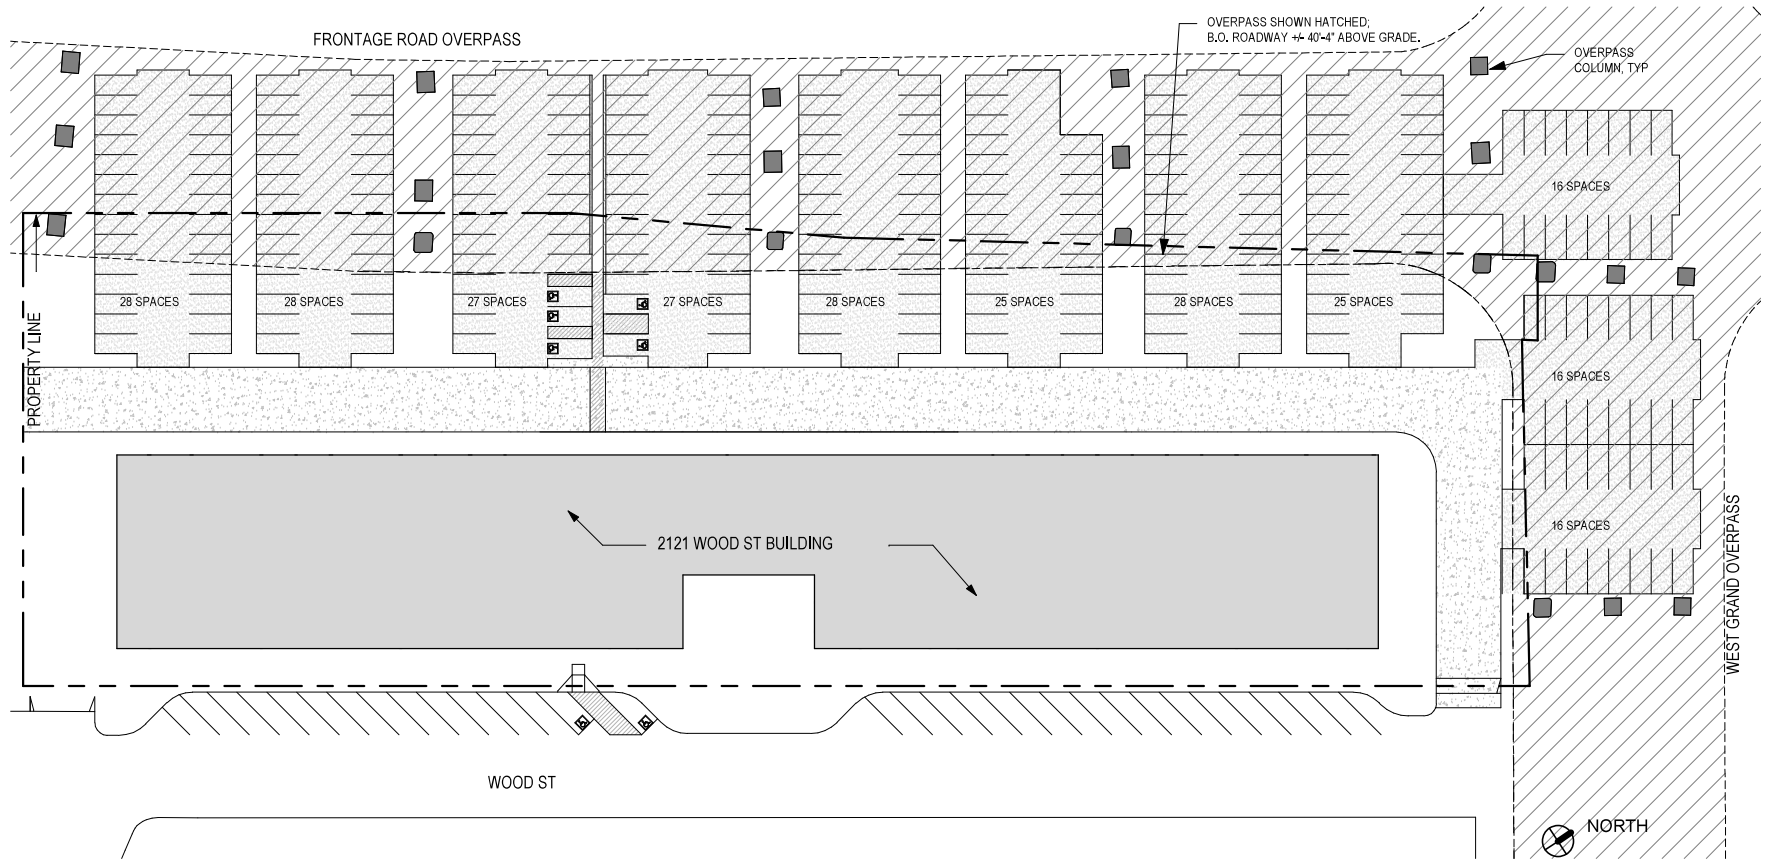 FRONTAGE ROAD OVERPASS
OVERPASS SHOWN HATCHED;
B.O. ROADWAY +/- 40'-4" ABOVE GRADE.
OVERPASS
COLUMN, TYP
16 SPACES
28 SPACES
28 SPACES
27 SPACES
27 SPACES
28 SPACES
25 SPACES
28 SPACES
25 SPACES
PROPERTY LINE
16 SPACES
16 SPACES
2121 WOOD ST BUILDING
WEST GRAND OVERPASS
WOOD ST
NORTH